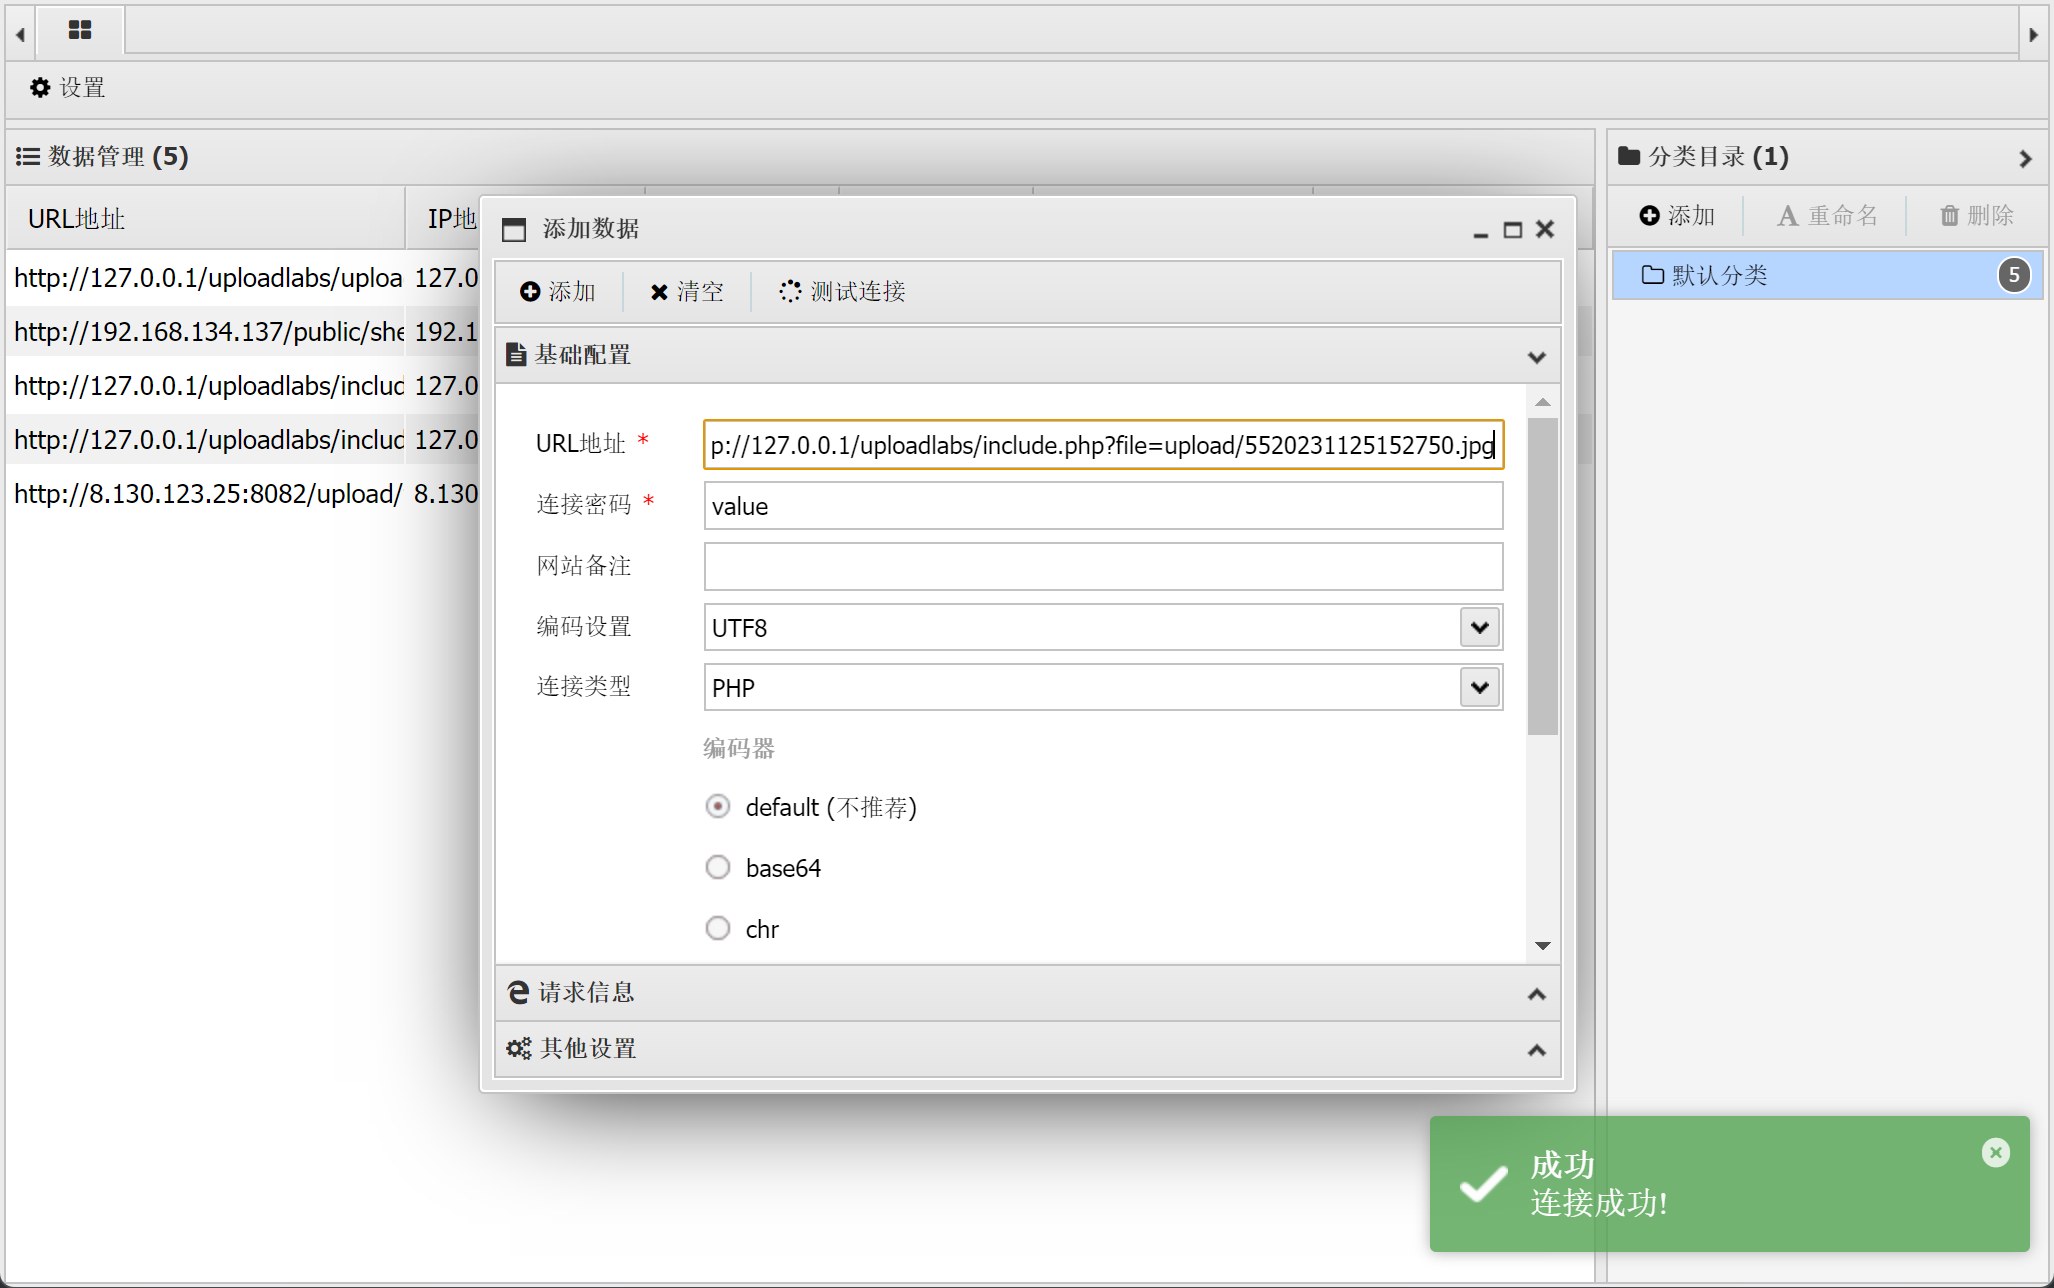 设置
数据管理 (5)
URL地址
IP地
http://127.0.0.1/uploadlabs/uploa
127.0
http://192.168.134.137/public/she
192.1
http://127.0.0.1/uploadlabs/includ
127.0
http://127.0.0.1/uploadlabs/includ
127.0
http://8.130.123.25:8082/upload/
8.130
添加数据
添加
清空
测试连接
基础配置
URL地址 *
p://127.0.0.1/uploadlabs/include.php?file=upload/5520231125152750.jpg
连接密码 *
value
网站备注
编码设置
UTF8
连接类型
PHP
编码器
default (不推荐)
base64
chr
请求信息
其他设置
分类目录 (1)
添加
重命名
删除
默认分类
5
成功
连接成功!